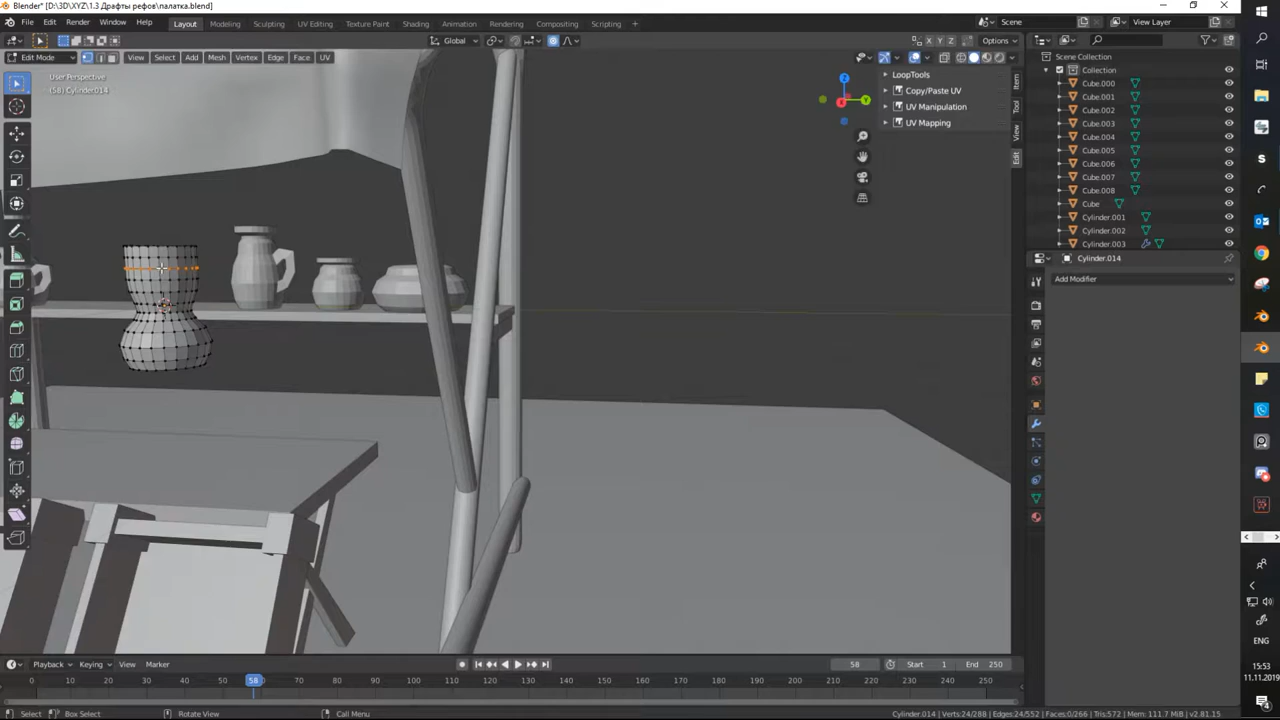 Blender* [D:\3D\XYZ\1.3 Драфты рефов\палатка.blend]
File Edit Render Window Help Layout Modeling Sculpting UV Editing Texture Paint Shading Animation Rendering Compositing Scripting + Scene View Layer
Global Options
Edit Mode View Select Add Mesh Vertex Edge Face UV
User Perspective
(58) Cylinder.014
LoopTools
Copy/Paste UV
UV Manipulation
UV Mapping
Item
Tool
View
Edit
Scene Collection
Collection
Cube.000
Cube.001
Cube.002
Cube.003
Cube.004
Cube.005
Cube.006
Cube.007
Cube.008
Cube
Cylinder.001
Cylinder.002
Cylinder.003
Cylinder.014
Add Modifier
Playback Keying View Marker 58 Start 1 End 250
0 10 20 30 40 50 58 70 80 90 100 110 120 130 140 150 160 170 180 190 200 210 220 230 240 250
Select Box Select Rotate View Call Menu Cylinder.014 | Verts:24/288 | Edges:24/552 | Faces:0/266 | Tris:572 | Mem: 111.7 MiB | v2.81.15
ENG
15:53
11.11.2019